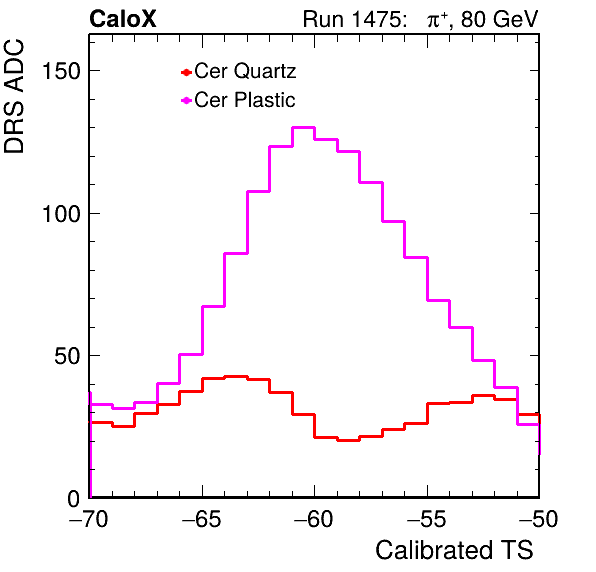 CaloX Run 1475: π⁺, 80 GeV
DRS ADC
Cer Quartz
Cer Plastic
150
100
50
0
−70 −65 −60 −55 −50
Calibrated TS